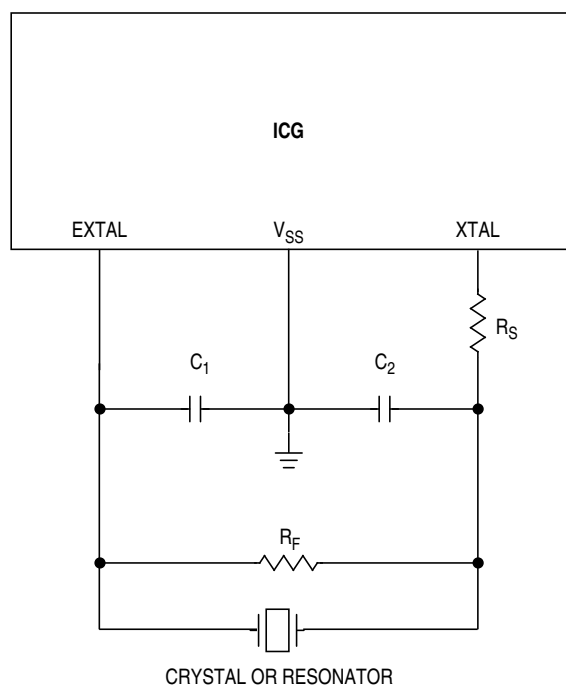 ICG
EXTAL VSS XTAL
RS
C1 C2
RF
CRYSTAL OR RESONATOR